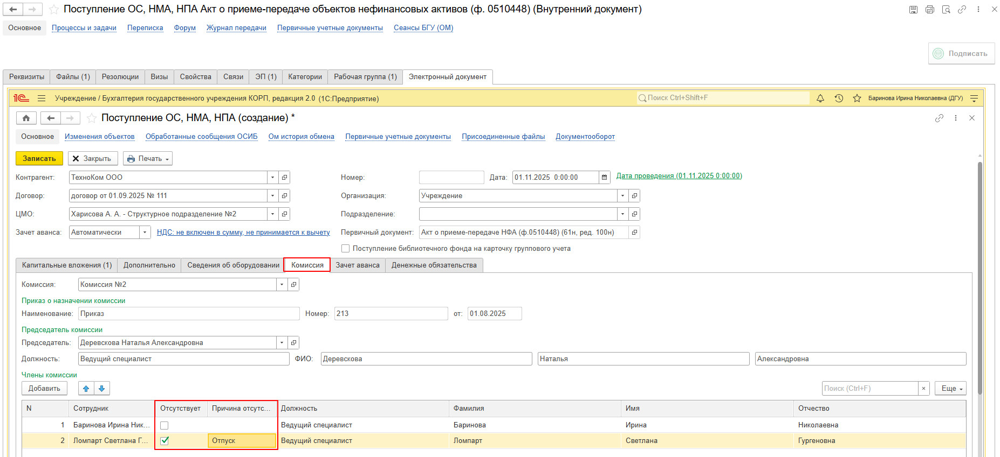 Поступление ОС, НМА, НПА Акт о приеме-передаче объектов нефинансовых активов (ф. 0510448) (Внутренний документ)
Основное Процессы и задачи Переписка Форум Журнал передачи Первичные учетные документы Сеансы БГУ (ОМ)
Подписать
Реквизиты Файлы (1) Резолюции Визы Свойства Связи ЭП (1) Категории Рабочая группа (1) Электронный документ
1С Учреждение / Бухгалтерия государственного учреждения КОРП, редакция 2.0 (1С:Предприятие) Поиск Ctrl+Shift+F Баринова Ирина Николаевна (ДГУ)
Поступление ОС, НМА, НПА (создание) *
Основное Изменения объектов Обработанные сообщения ОСИБ Ом история обмена Первичные учетные документы Присоединенные файлы Документооборот
Записать Закрыть Печать
Контрагент: ТехноКом ООО Номер: Дата: 01.11.2025 0:00:00 Дата проведения (01.11.2025 0:00:00)
Договор: договор от 01.09.2025 № 111 Организация: Учреждение
ЦМО: Харисова А. А. - Структурное подразделение №2 Подразделение:
Зачет аванса: Автоматически НДС: не включен в сумму, не принимается к вычету Первичный документ: Акт о приеме-передаче НФА (ф.0510448) (61н, ред. 100н)
Поступление библиотечного фонда на карточку группового учета
Капитальные вложения (1) Дополнительно Сведения об оборудовании Комиссия Зачет аванса Денежные обязательства
Комиссия: Комиссия №2
Приказ о назначении комиссии
Наименование: Приказ Номер: 213 от: 01.08.2025
Председатель комиссии
Председатель: Деревскова Наталья Александровна
Должность: Ведущий специалист ФИО: Деревскова Наталья Александровна
Члены комиссии
Добавить Поиск (Ctrl+F) × Еще
N Сотрудник Отсутствует Причина отсутс... Должность Фамилия Имя Отчество
1 Баринова Ирина Ник... Ведущий специалист Баринова Ирина Николаевна
2 Ломпарт Светлана Г... Отпуск Ведущий специалист Ломпарт Светлана Гургеновна